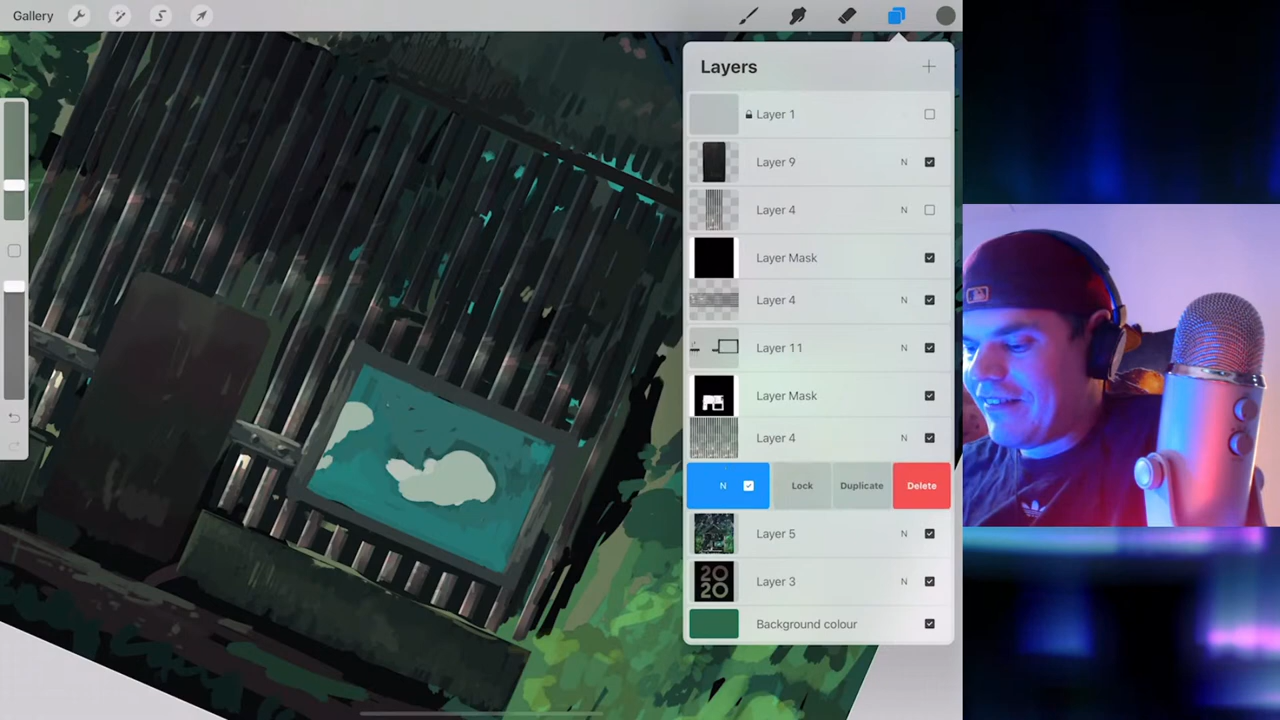 Gallery
Layers
Layer 1
Layer 9 N
Layer 4 N
Layer Mask
Layer 4 N
Layer 11 N
Layer Mask
Layer 4 N
N Lock Duplicate Delete
Layer 5 N
20
20
Layer 3 N
Background colour